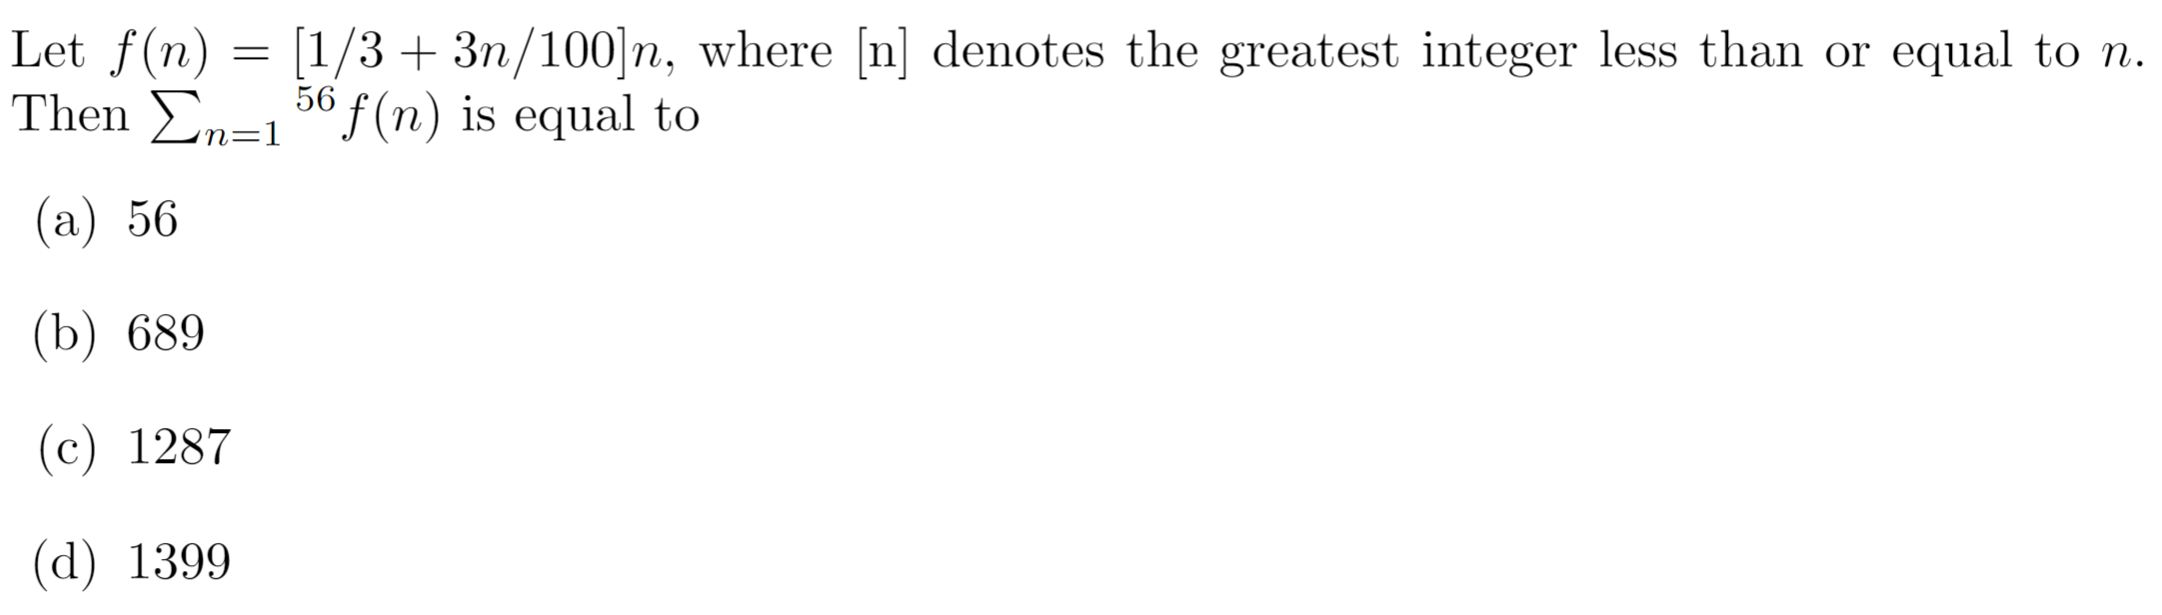 Let f(n) = [1/3 + 3n/100]n, where [n] denotes the greatest integer less than or equal to n.
Then ∑_{n=1} ^{56} f(n) is equal to
(a) 56
(b) 689
(c) 1287
(d) 1399